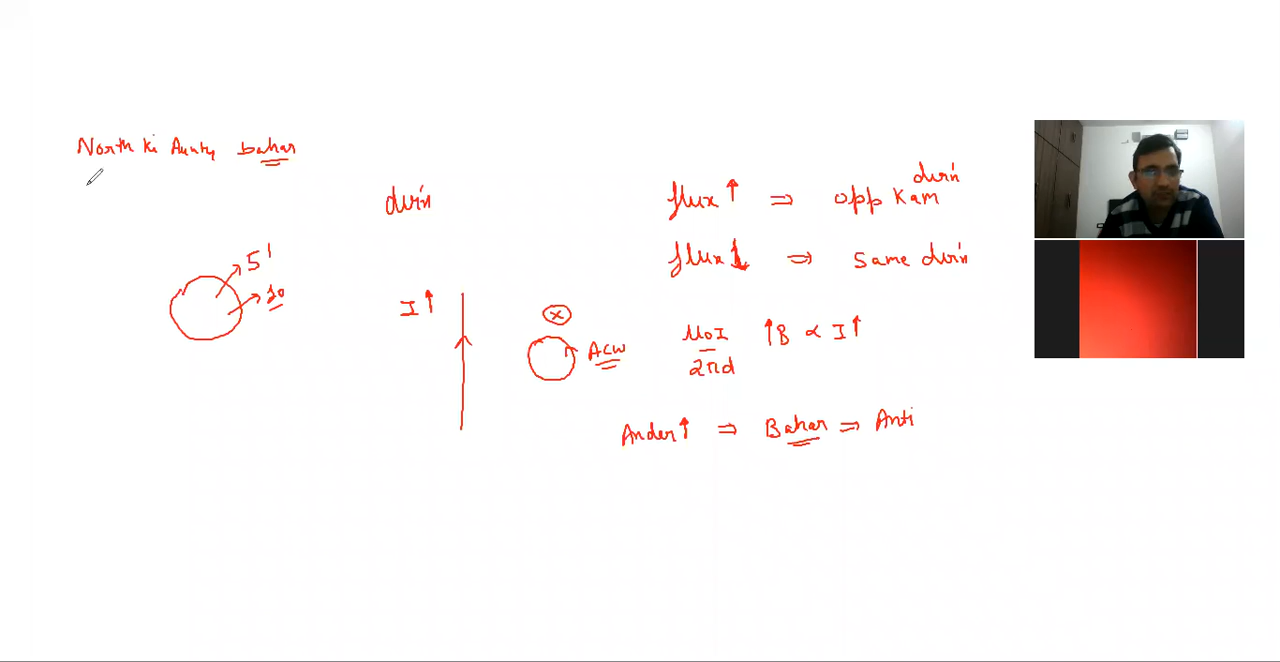 North ki Aunty bahar
dirn
flux ↑ ⇒ opp kam dirn
flux ↓ ⇒ same dirn
5'
10
I ↑
x
ACW
μ₀I
2πd
↑B ∝ I↑
Ander ↑ ⇒ Bahar ⇒ Anti